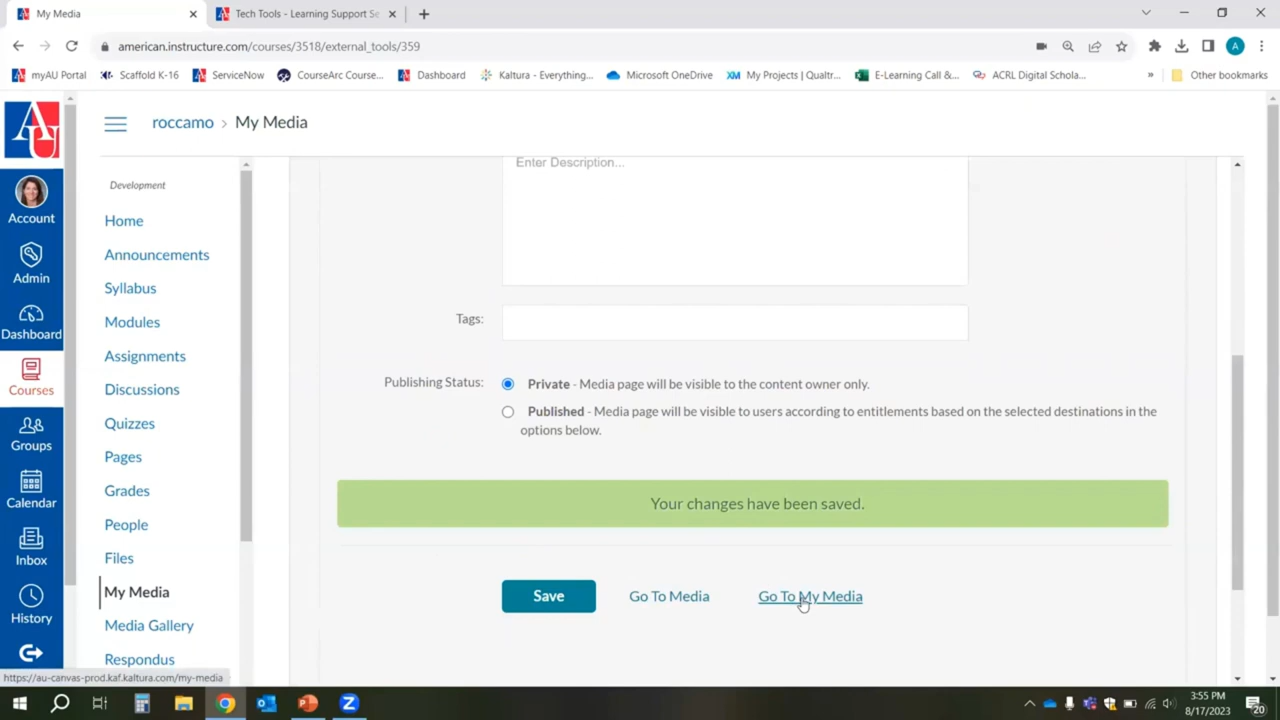 My Media
Tech Tools - Learning Support Se
american.instructure.com/courses/3518/external_tools/359
A
myAU Portal
Scaffold K-16
ServiceNow
CourseArc Course...
Dashboard
Kaltura - Everything...
Microsoft OneDrive
XM My Projects (Qualtr...
E-Learning Call &...
ACRL Digital Schola...
»
Other bookmarks
AU
roccamo > My Media
Account
Admin
Dashboard
Courses
Groups
Calendar
Inbox
History
Development
Home
Announcements
Syllabus
Modules
Assignments
Discussions
Quizzes
Pages
Grades
People
Files
My Media
Media Gallery
Respondus
Enter Description...
Tags:
Publishing Status:
Private - Media page will be visible to the content owner only.
Published - Media page will be visible to users according to entitlements based on the selected destinations in the
options below.
Your changes have been saved.
Save
Go To Media
Go To My Media
https://au-canvas-prod.kaf.kaltura.com/my-media
3:55 PM
8/17/2023
20